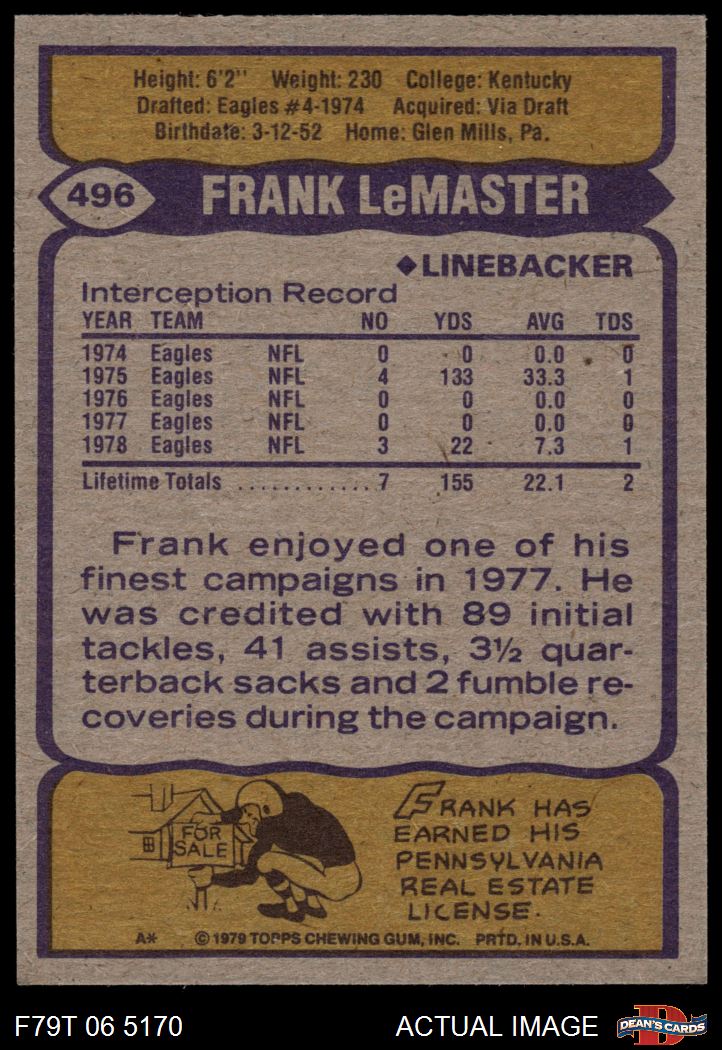 Height: 6'2'' Weight: 230 College: Kentucky
Drafted: Eagles #4-1974 Acquired: Via Draft
Birthdate: 3-12-52 Home: Glen Mills, Pa.
496 FRANK LeMASTER
◆LINEBACKER
Interception Record
YEAR TEAM NO YDS AVG TDS
1974 Eagles NFL 0 0 0.0 0
1975 Eagles NFL 4 133 33.3 1
1976 Eagles NFL 0 0 0.0 0
1977 Eagles NFL 0 0 0.0 0
1978 Eagles NFL 3 22 7.3 1
Lifetime Totals ............ 7 155 22.1 2
Frank enjoyed one of his
finest campaigns in 1977. He
was credited with 89 initial
tackles, 41 assists, 3½ quar-
terback sacks and 2 fumble re-
coveries during the campaign.
FOR
SALE
FRANK HAS
EARNED HIS
PENNSYLVANIA
REAL ESTATE
LICENSE.
A* © 1979 TOPPS CHEWING GUM, INC. PRTD. IN U.S.A.
F79T 06 5170 ACTUAL IMAGE D DEAN'S CARDS